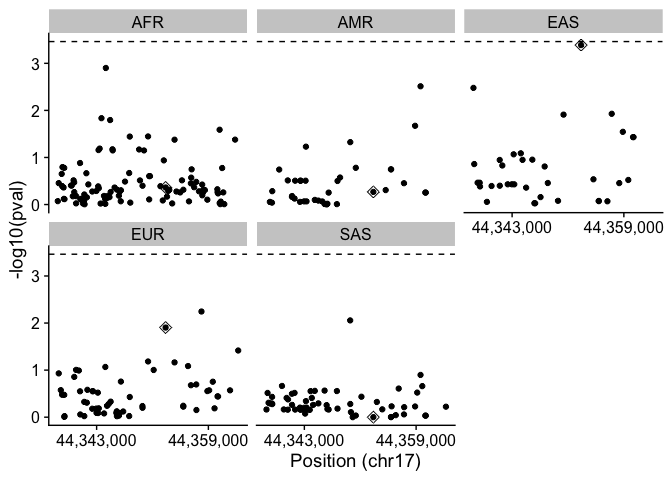 AFR
AMR
EAS
3
2
1
0
44,343,000
44,359,000
-log10(pval)
EUR
SAS
3
2
1
0
44,343,000
44,359,000
44,343,000
44,359,000
Position (chr17)